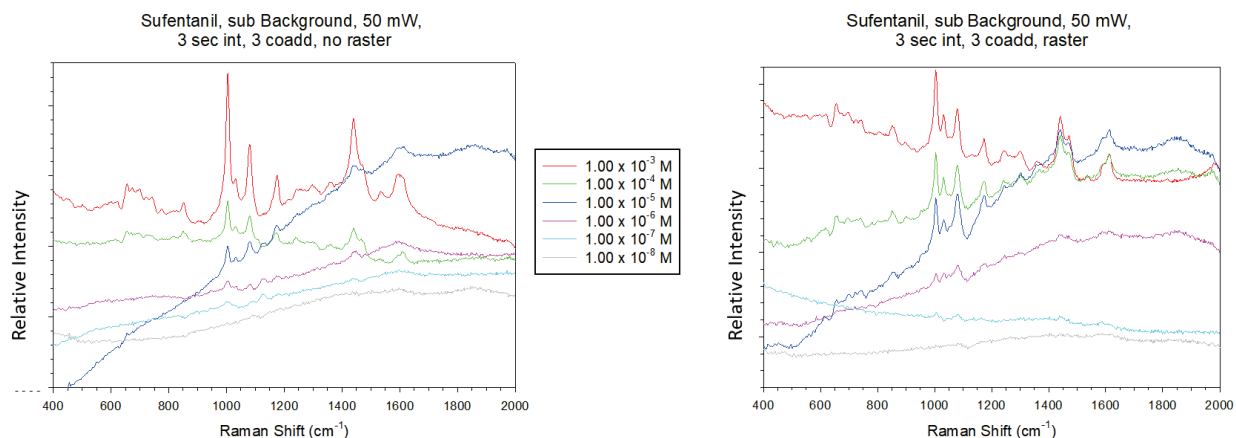 Sufentanil, sub Background, 50 mW,
3 sec int, 3 coadd, no raster
Relative Intensity
400 600 800 1000 1200 1400 1600 1800 2000
Raman Shift (cm⁻¹)
1.00 x 10⁻³ M
1.00 x 10⁻⁴ M
1.00 x 10⁻⁵ M
1.00 x 10⁻⁶ M
1.00 x 10⁻⁷ M
1.00 x 10⁻⁸ M
Sufentanil, sub Background, 50 mW,
3 sec int, 3 coadd, raster
Relative Intensity
400 600 800 1000 1200 1400 1600 1800 2000
Raman Shift (cm⁻¹)